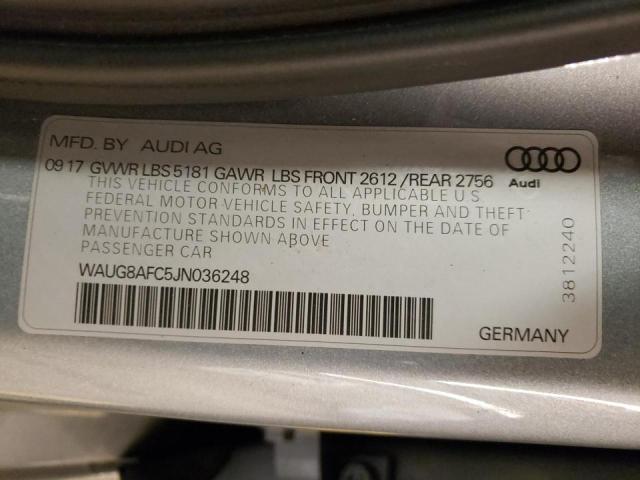 MFD. BY AUDI AG
09 17 GVWR LBS 5181 GAWR LBS FRONT 2612 / REAR 2756
THIS VEHICLE CONFORMS TO ALL APPLICABLE U S
FEDERAL MOTOR VEHICLE SAFETY, BUMPER AND THEFT
PREVENTION STANDARDS IN EFFECT ON THE DATE OF
MANUFACTURE SHOWN ABOVE
PASSENGER CAR
WAUG8AFC5JN036248
Audi
3812240
GERMANY